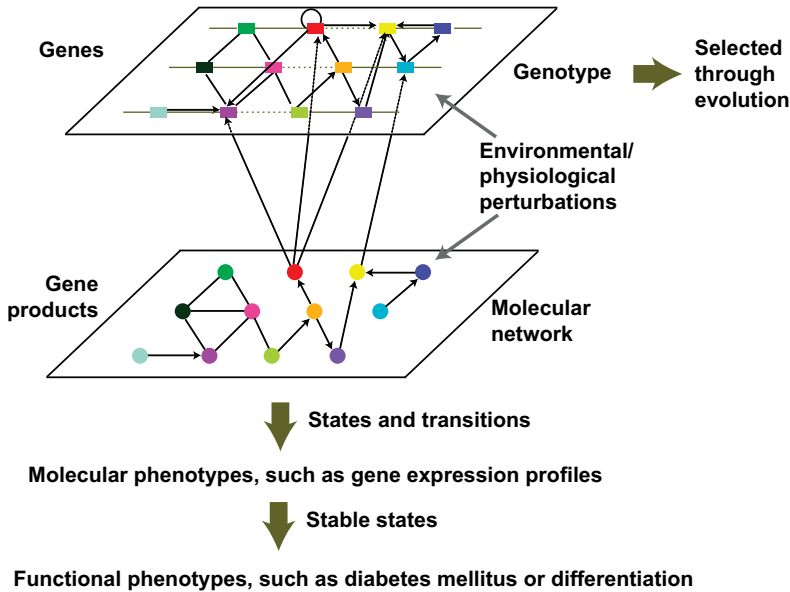 Genes
Genotype
Selected
through
evolution
Environmental/
physiological
perturbations
Gene
products
Molecular
network
States and transitions
Molecular phenotypes, such as gene expression profiles
Stable states
Functional phenotypes, such as diabetes mellitus or differentiation